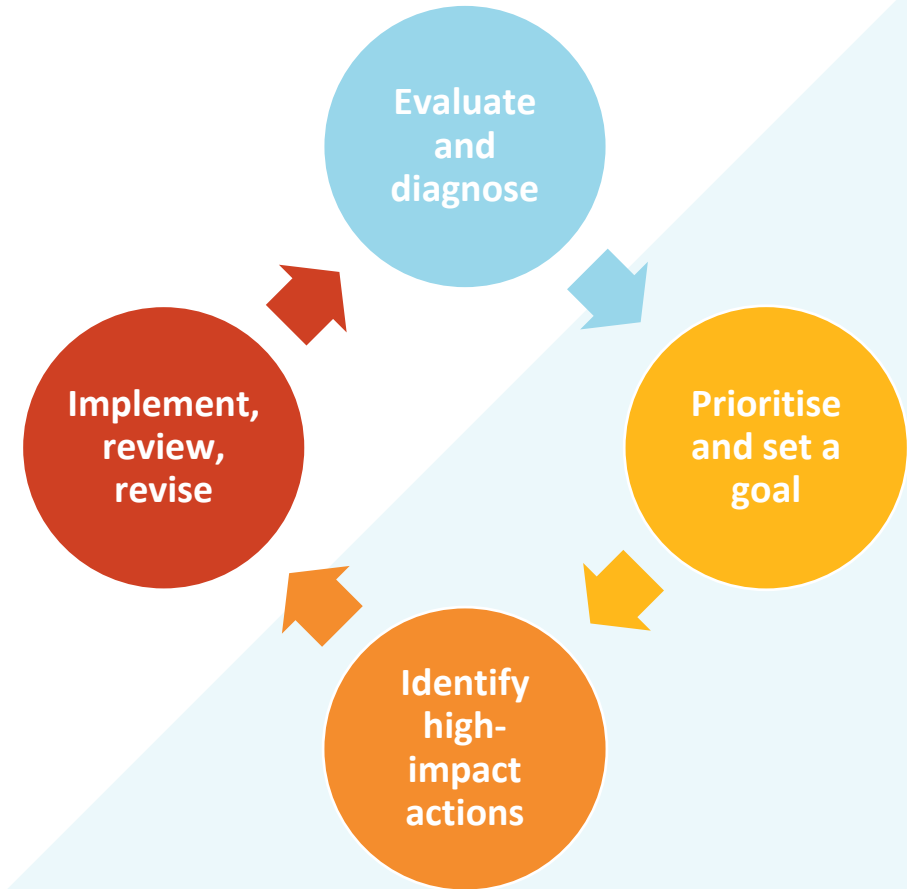 Evaluate
and
diagnose
Prioritise
and set a
goal
Identify
high-
impact
actions
Implement,
review,
revise